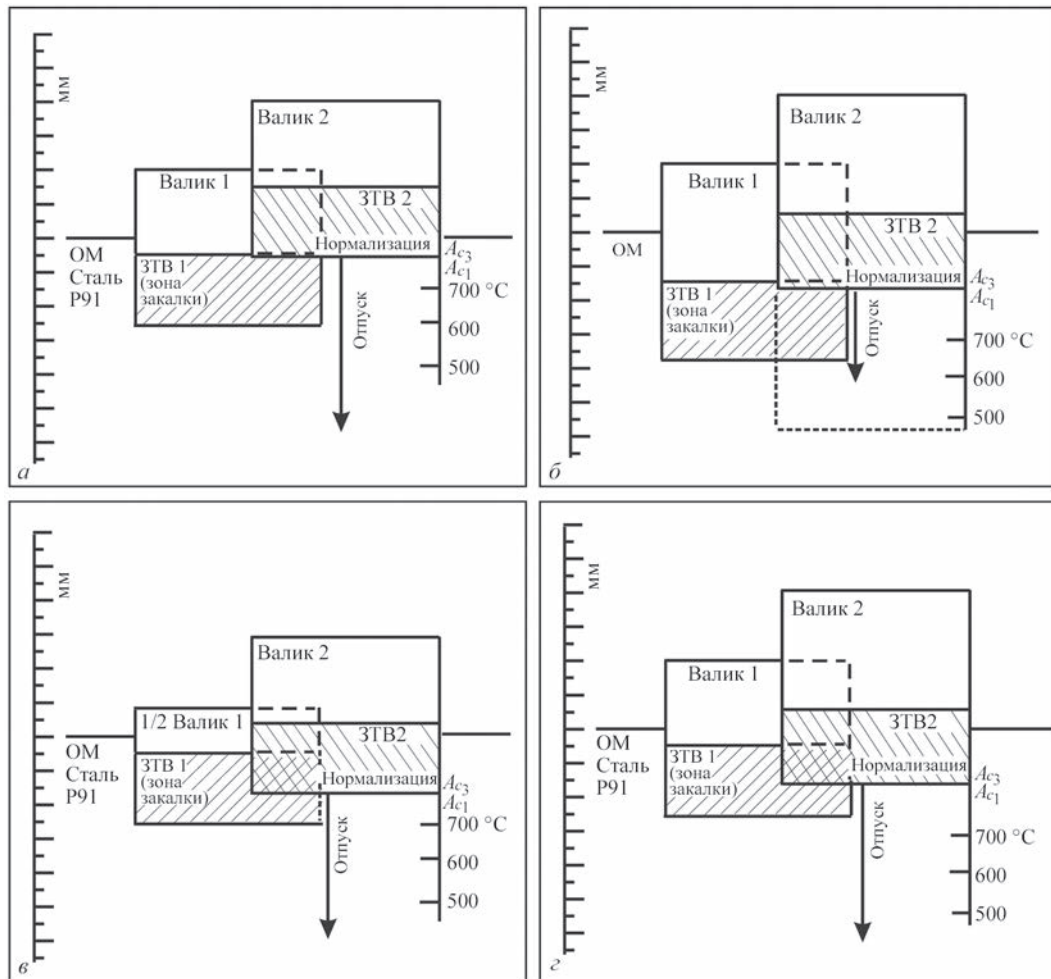 мм
Валик 2
Валик 1
ЗТВ 2
Нормализация
ОМ
Сталь
Р91
ЗТВ 1
(зона
закалки)
Ac3
Ac1
700 °C
600
500
Отпуск
а
мм
Валик 2
Валик 1
ЗТВ 2
Нормализация
ОМ
ЗТВ 1
(зона
закалки)
Ac3
Ac1
700 °C
600
500
Отпуск
б
мм
Валик 2
1/2 Валик 1
ЗТВ2
Нормализация
ОМ
Сталь
Р91
ЗТВ 1
(зона
закалки)
Ac3
Ac1
700 °C
600
500
Отпуск
в
мм
Валик 2
Валик 1
ЗТВ2
Нормализация
ОМ
Сталь
Р91
ЗТВ 1
(зона
закалки)
Ac3
Ac1
700 °C
600
500
Отпуск
г